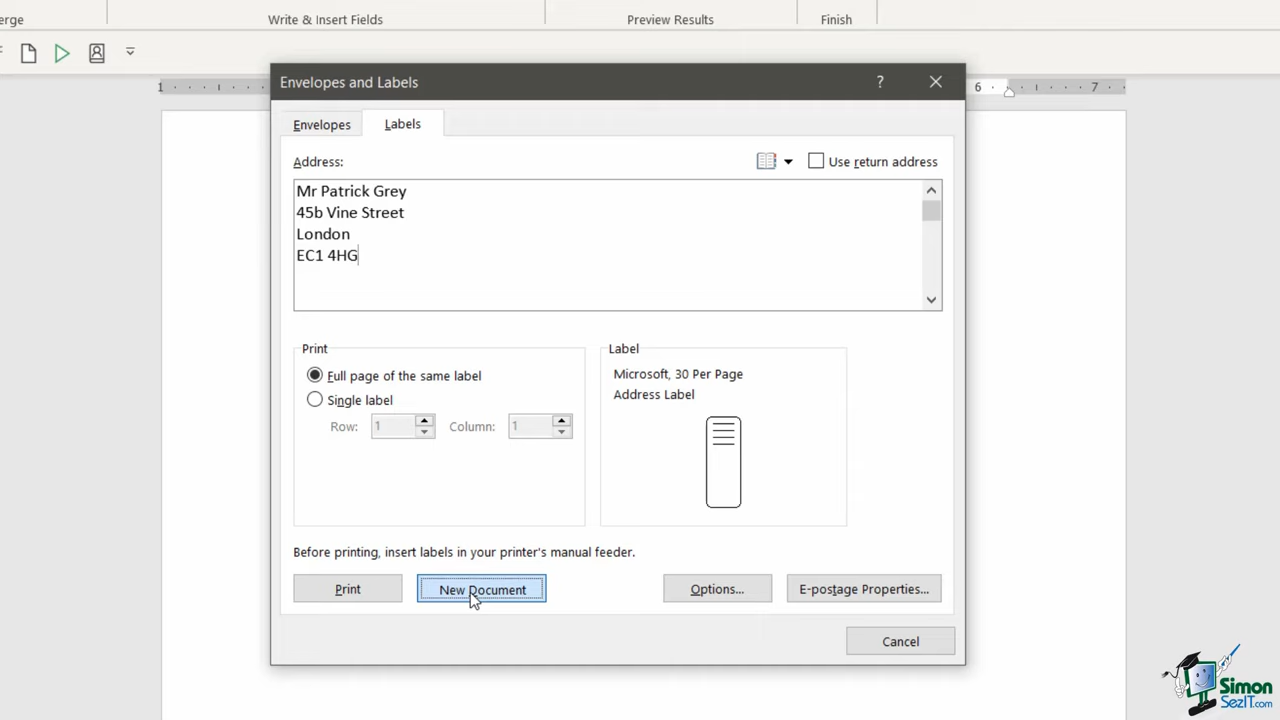 erge
Write & Insert Fields
Preview Results
Finish
1
6
7
Envelopes and Labels
?
Envelopes
Labels
Address:
Use return address
Mr Patrick Grey
45b Vine Street
London
EC1 4HG
Print
Full page of the same label
Single label
Row: 1 Column: 1
Label
Microsoft, 30 Per Page
Address Label
Before printing, insert labels in your printer's manual feeder.
Print
New Document
Options...
E-postage Properties...
Cancel
Simon
SezIT.com